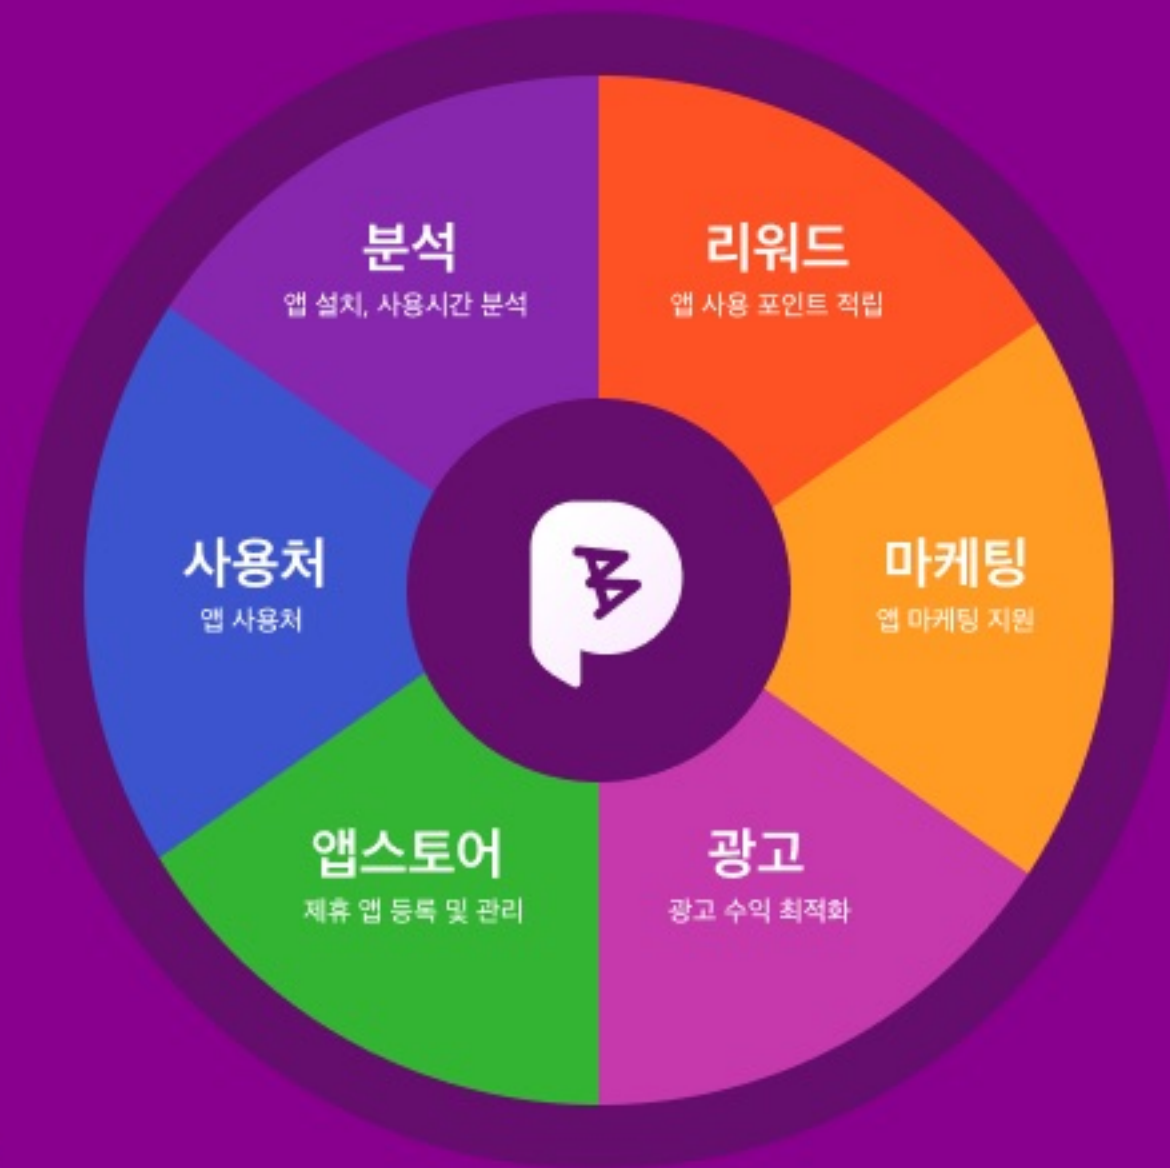 분석
앱 설치, 사용시간 분석
리워드
앱 사용 포인트 적립
사용처
앱 사용처
마케팅
앱 마케팅 지원
앱스토어
제휴 앱 등록 및 관리
광고
광고 수익 최적화